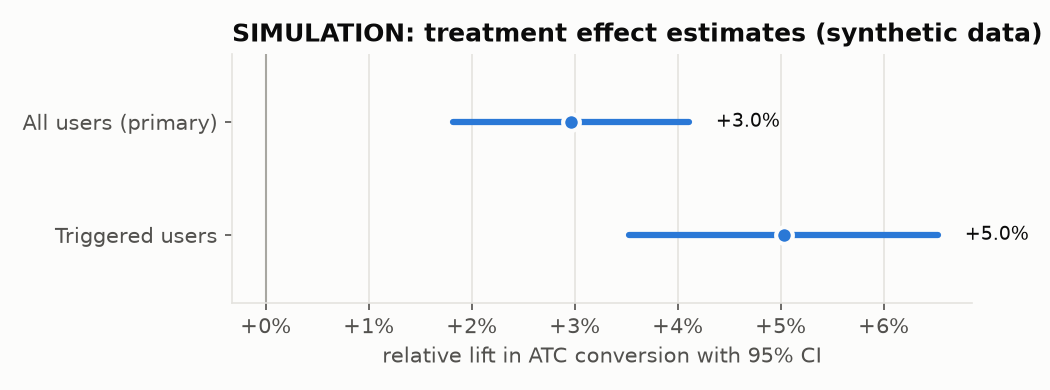 SIMULATION: treatment effect estimates (synthetic data)
All users (primary)
+3.0%
Triggered users
+5.0%
+0% +1% +2% +3% +4% +5% +6%
relative lift in ATC conversion with 95% CI